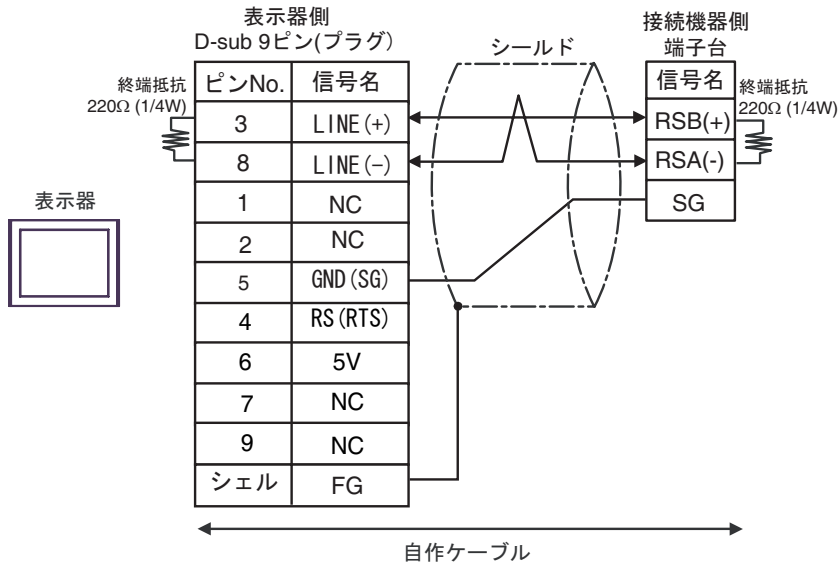 表示器側
D-sub 9ピン(プラグ)
シールド
接続機器側
端子台
終端抵抗
220Ω (1/4W)
ピンNo. 信号名
信号名
終端抵抗
220Ω (1/4W)
3 LINE(+)
RSB(+)
8 LINE(-)
RSA(-)
表示器
1 NC
SG
2 NC
5 GND(SG)
4 RS(RTS)
6 5V
7 NC
9 NC
シェル FG
自作ケーブル